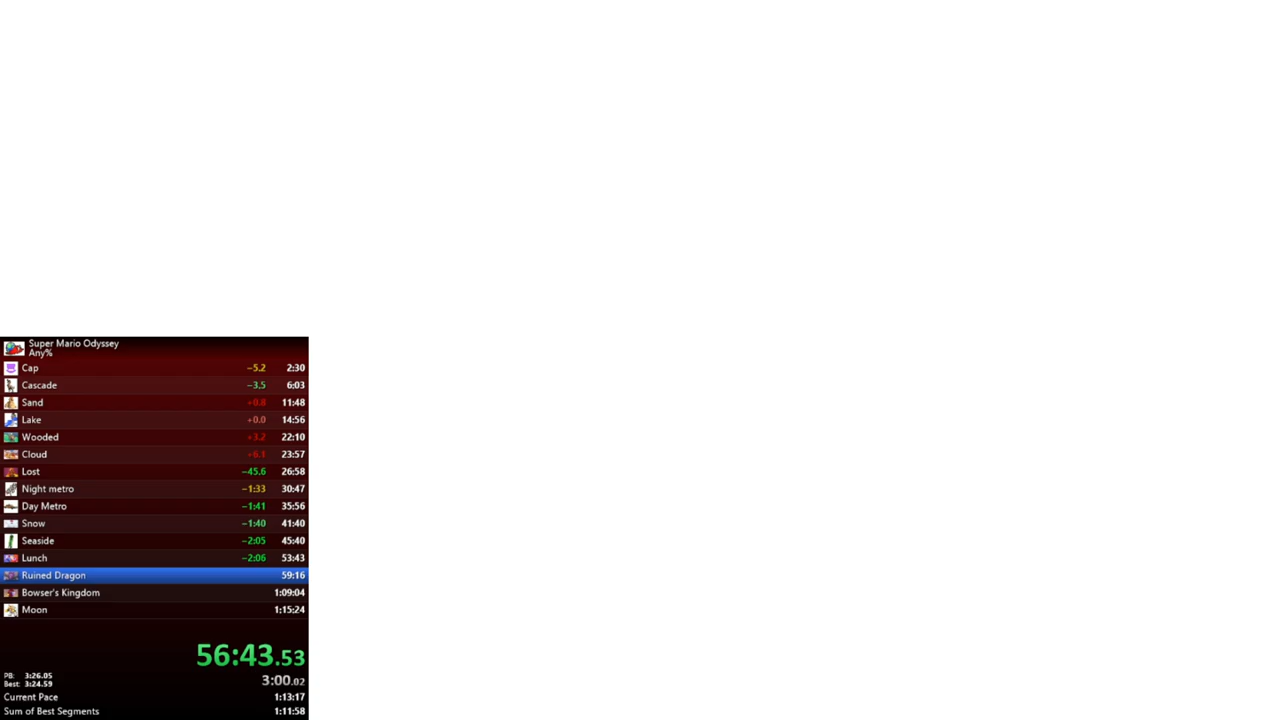 Super Mario Odyssey
Any%
Cap −5.2 2:30
Cascade −3.5 6:03
Sand +0.8 11:48
Lake +0.0 14:56
Wooded +3.2 22:10
Cloud +6.1 23:57
Lost −45.6 26:58
Night metro −1:33 30:47
Day Metro −1:41 35:56
Snow −1:40 41:40
Seaside −2:05 45:40
Lunch −2:06 53:43
Ruined Dragon 59:16
Bowser's Kingdom 1:09:04
Moon 1:15:24
56:43.53
PB: 3:26.05
Best: 3:24.59
3:00.02
Current Pace 1:13:17
Sum of Best Segments 1:11:58